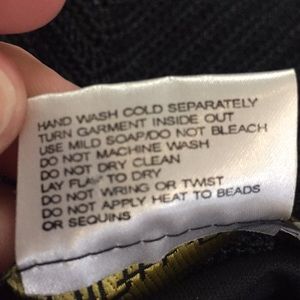 HAND WASH COLD SEPARATELY
TURN GARMENT INSIDE OUT
USE MILD SOAP/DO NOT BLEACH
DO NOT MACHINE WASH
DO NOT DRY CLEAN
LAY FLAT TO DRY
DO NOT WRING OR TWIST
DO NOT APPLY HEAT TO BEADS
OR SEQUINS